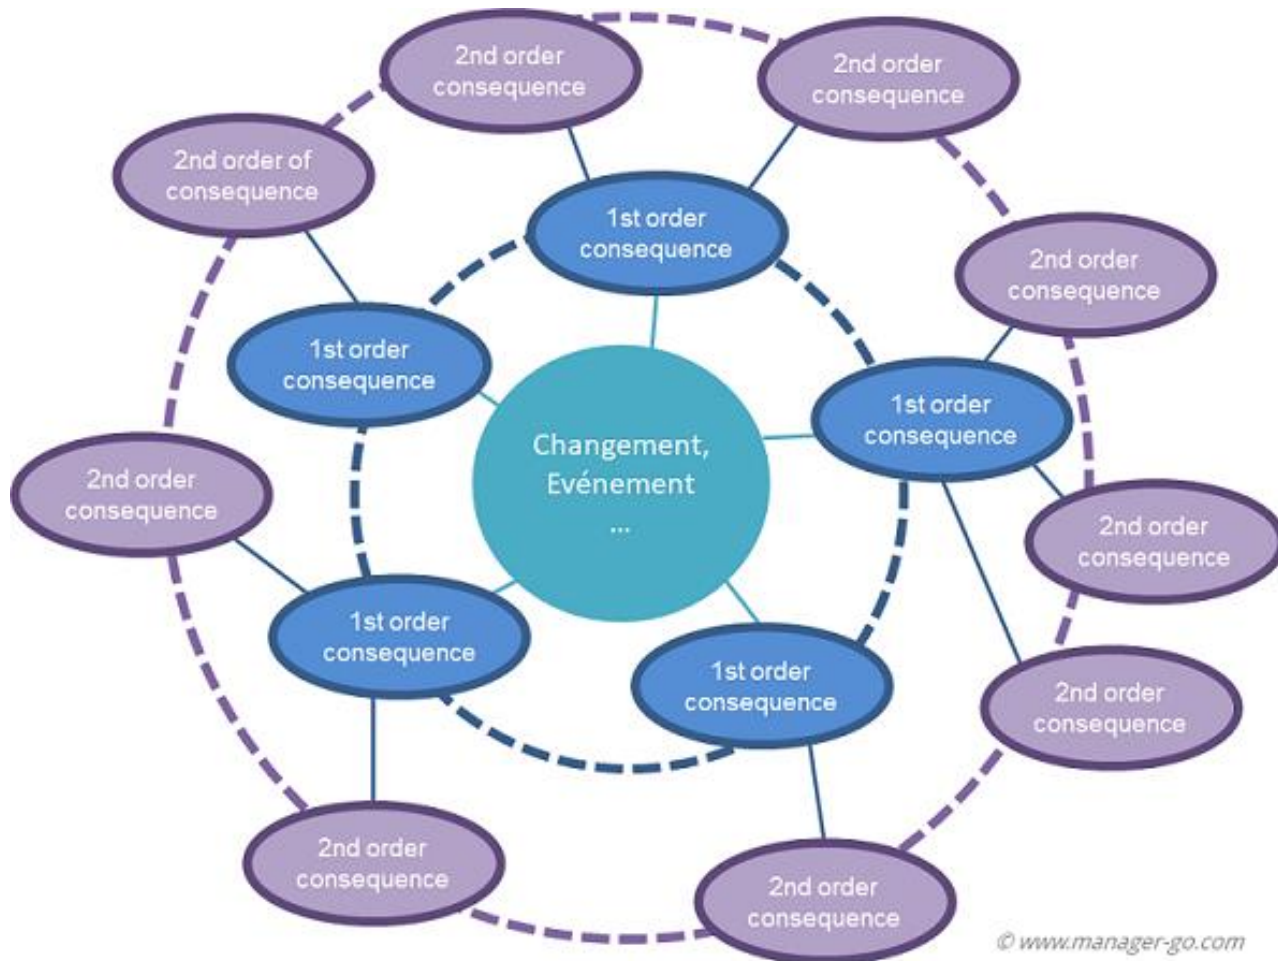 2nd order
consequence
2nd order
consequence
2nd order of
consequence
1st order
consequence
2nd order
consequence
1st order
consequence
1st order
consequence
Changement,
Evénement
...
2nd order
consequence
2nd order
consequence
1st order
consequence
1st order
consequence
2nd order
consequence
2nd order
consequence
2nd order
consequence
© www.manager-go.com